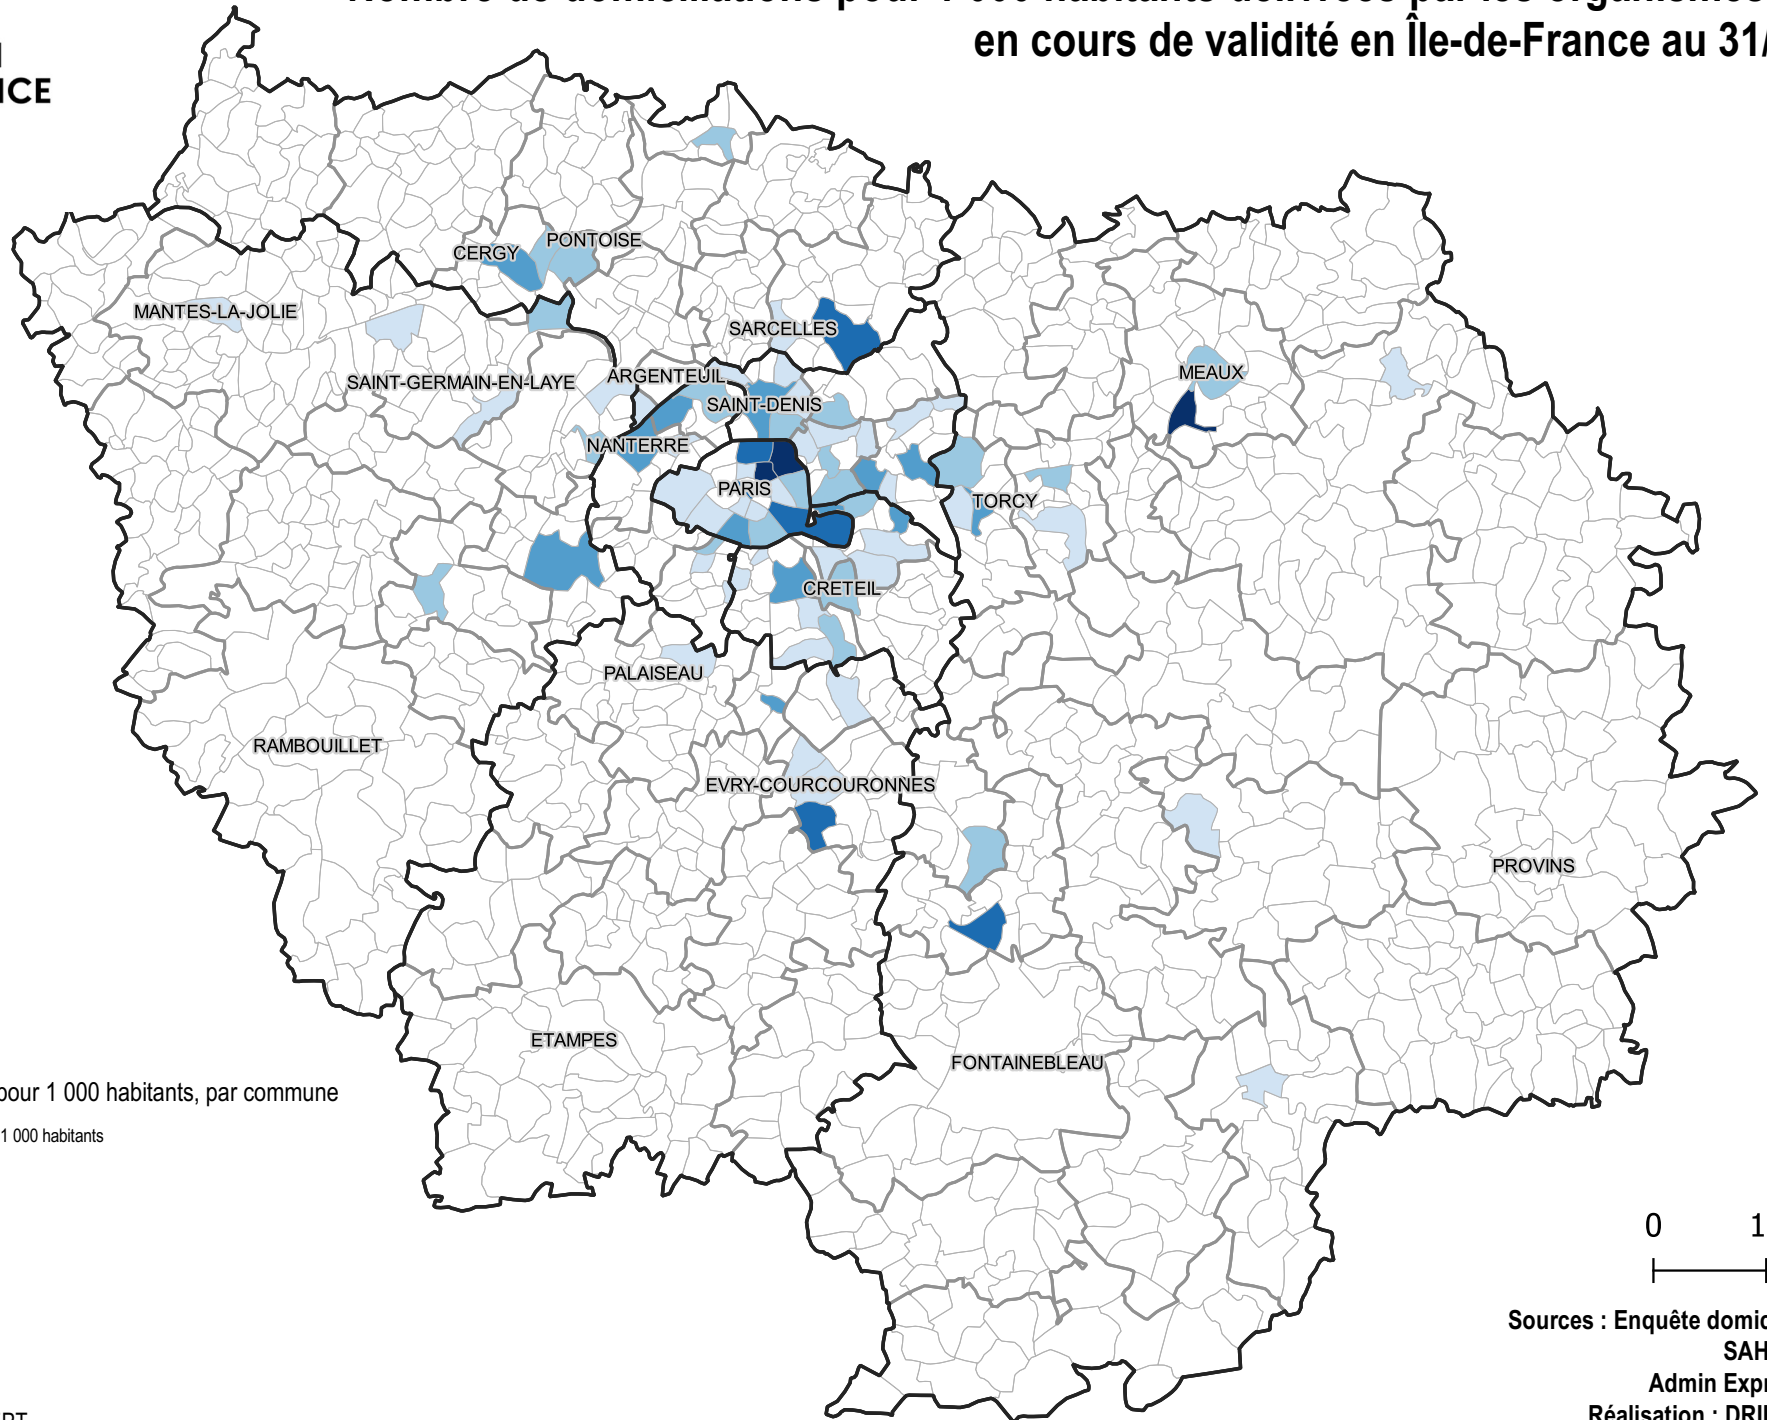 en cours de validité en Île-de-France au 31/
NCE
CERGY
PONTOISE
MANTES-LA-JOLIE
SARCELLES
SAINT-GERMAIN-EN-LAYE
ARGENTEUIL
MEAUX
SAINT-DENIS
NANTERRE
PARIS
TORCY
CRETEIL
PALAISEAU
RAMBOUILLET
EVRY-COURCOURONNES
PROVINS
ETAMPES
FONTAINEBLEAU
pour 1 000 habitants, par commune
1 000 habitants
0 1
Sources : Enquête domic
SAH
Admin Expr
Réalisation : DRI